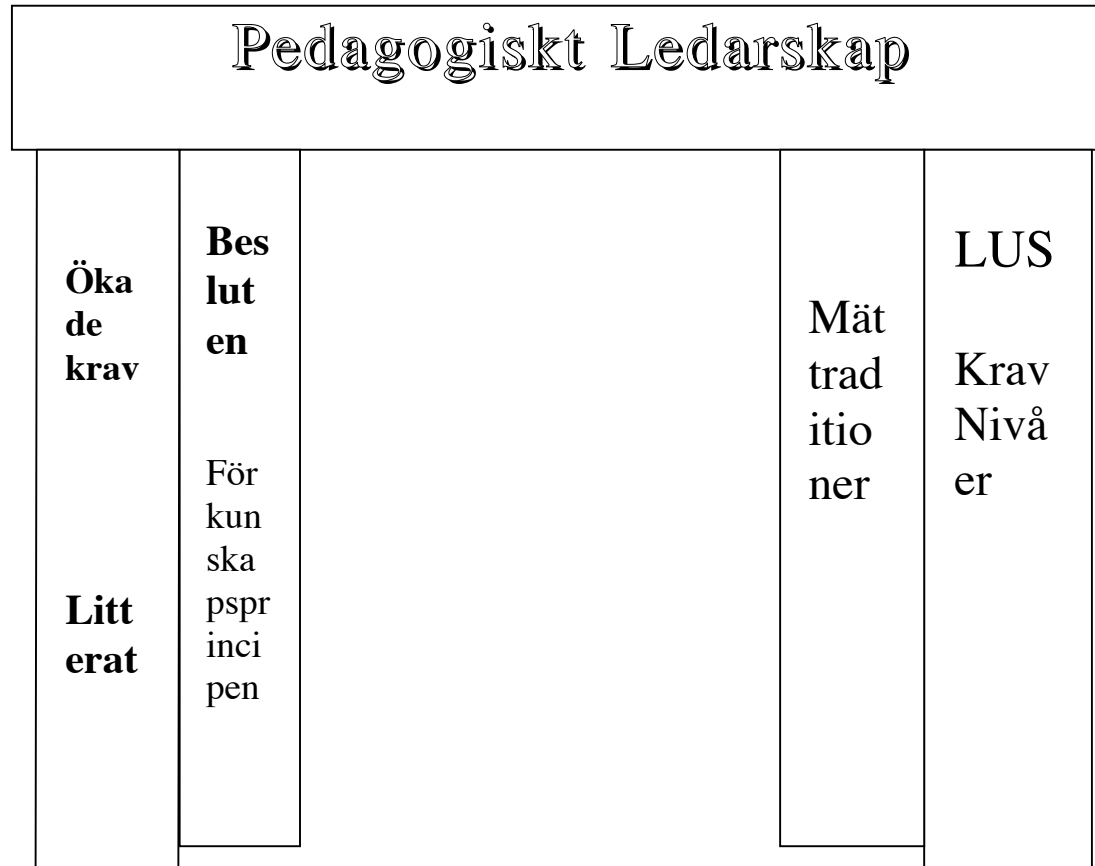 Pedagogiskt Ledarskap
Öka
de
krav
Litt
erat
Bes
lut
en
För
kun
ska
pspr
inci
pen
Mät
trad
itio
ner
LUS
Krav
Nivå
er